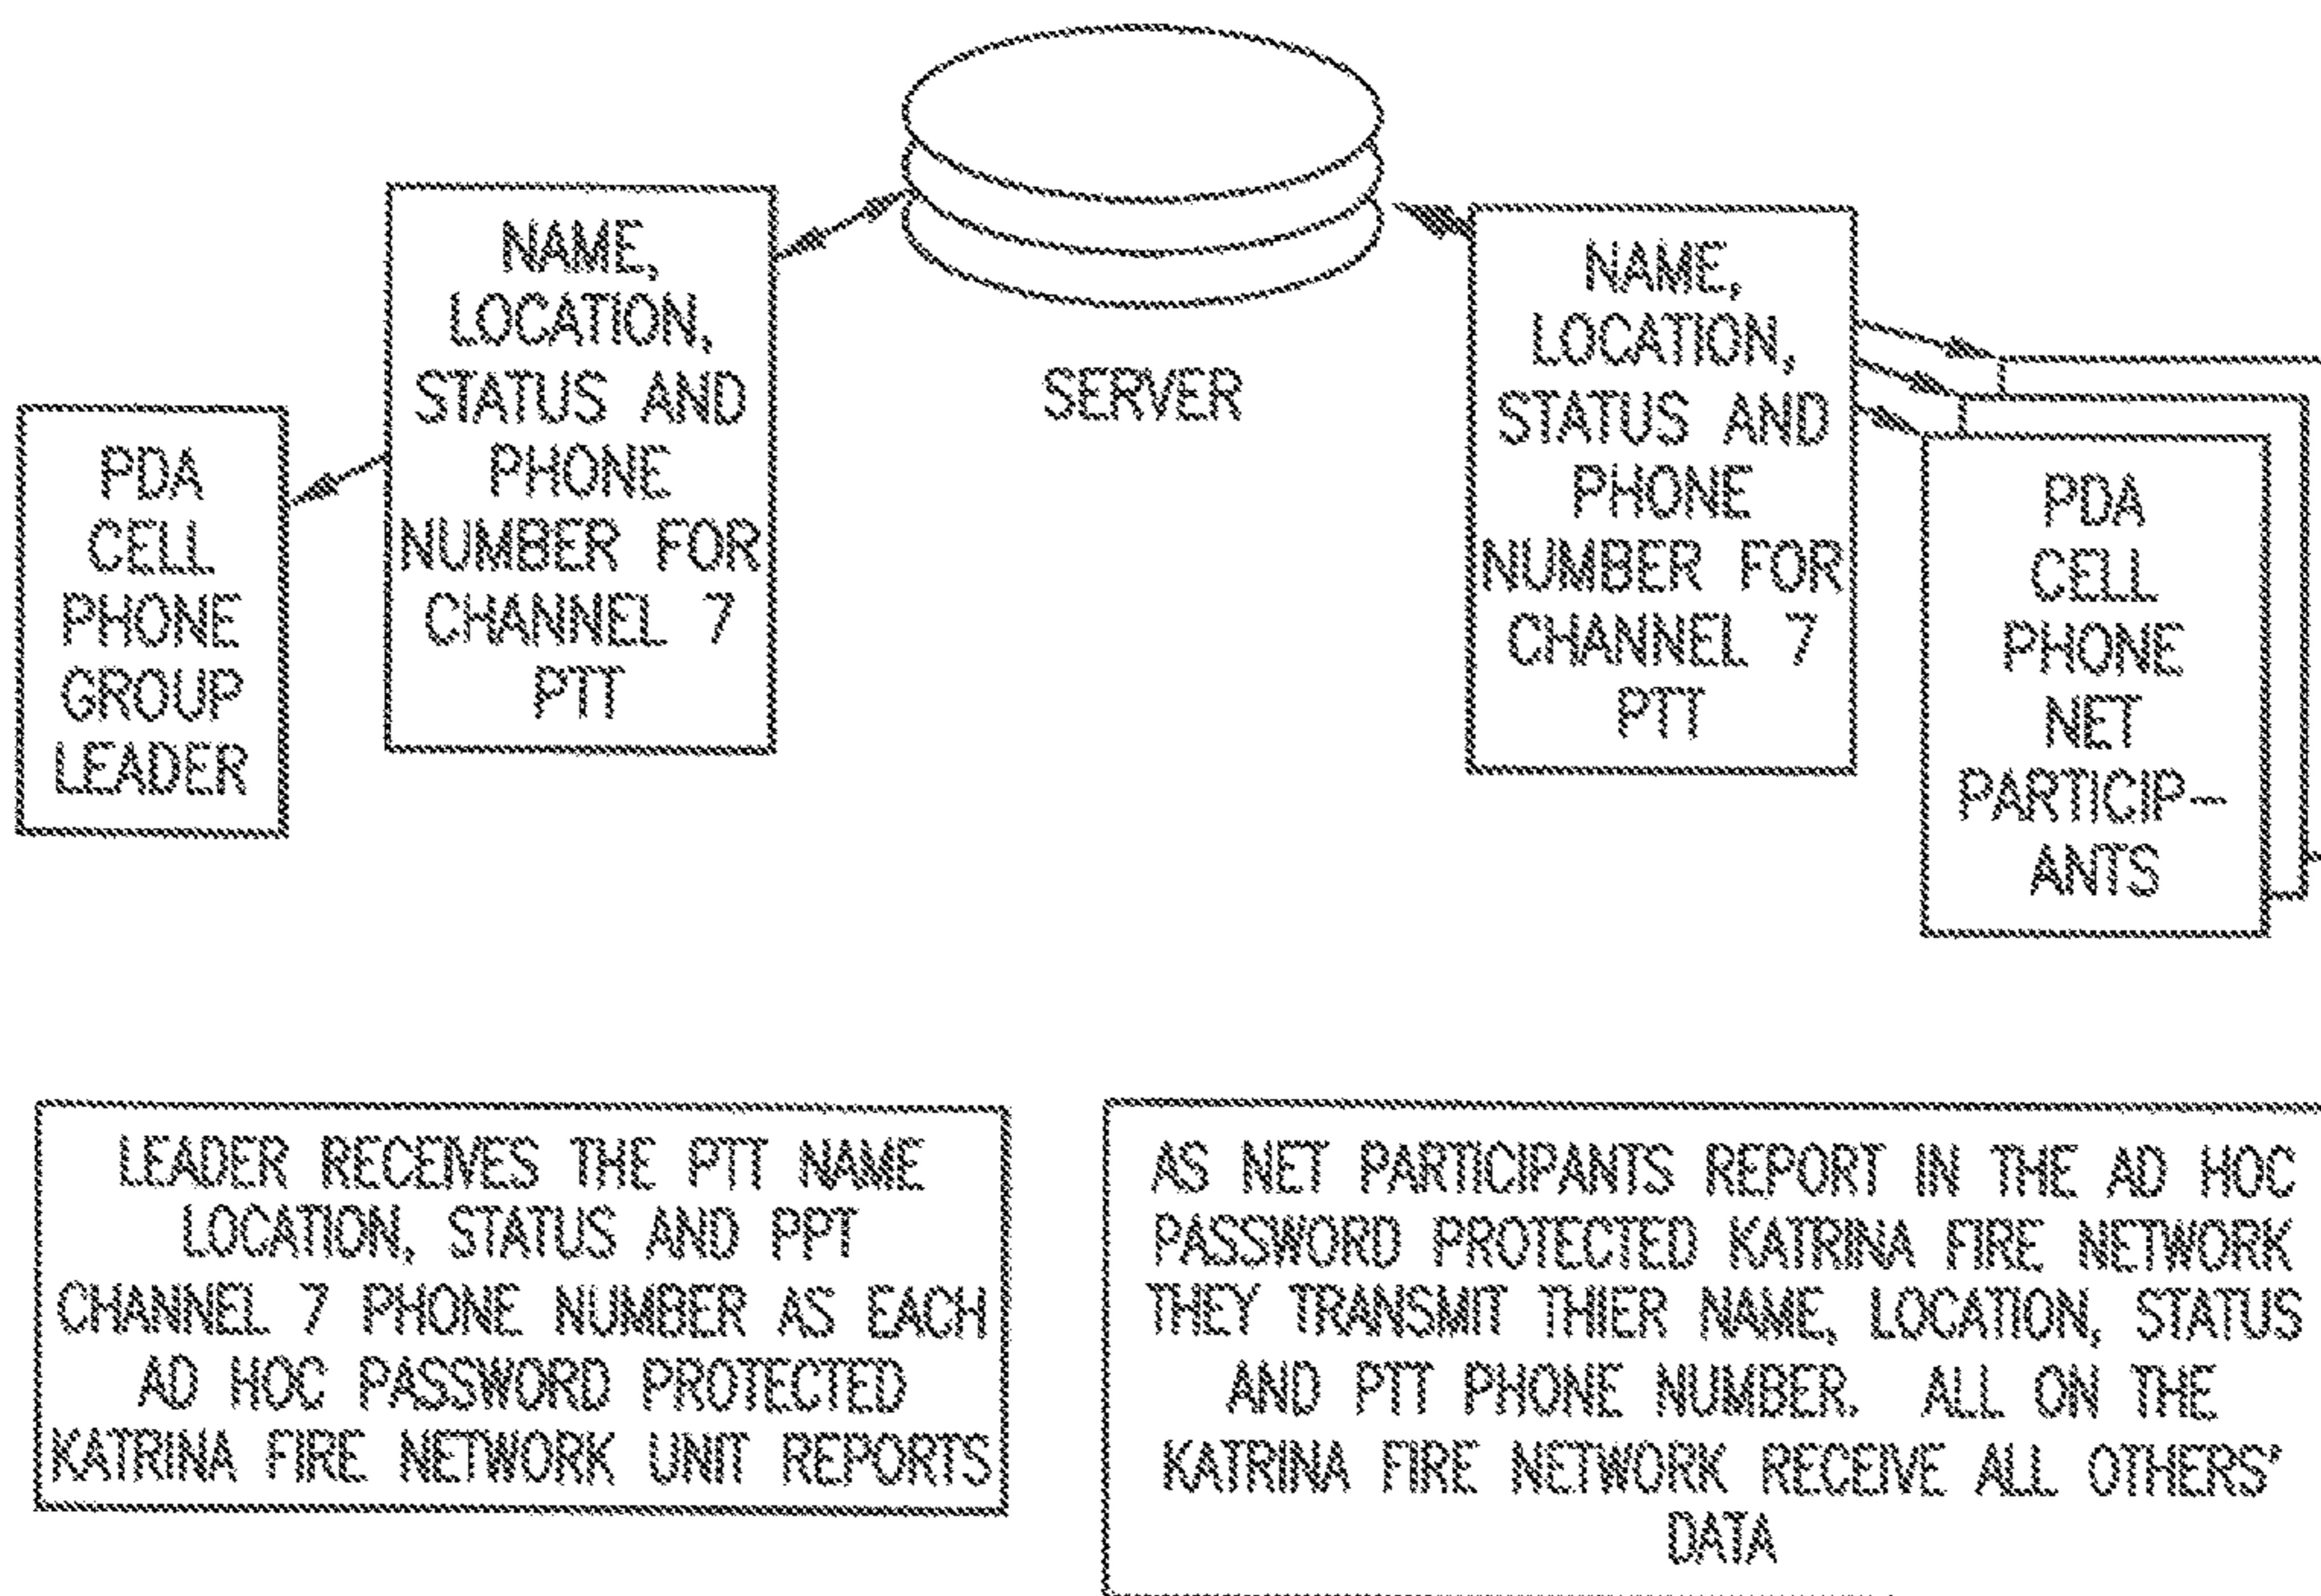 SERVER
NAME,
LOCATION,
STATUS AND
PHONE
NUMBER FOR
CHANNEL 7
PTT
NAME,
LOCATION,
STATUS AND
PHONE
NUMBER FOR
CHANNEL 7
PTT
PDA
CELL
PHONE
GROUP
LEADER
PDA
CELL
PHONE
NET
PARTICIP-
ANTS
LEADER RECEIVES THE PTT NAME
LOCATION, STATUS AND PPT
CHANNEL 7 PHONE NUMBER AS EACH
AD HOC PASSWORD PROTECTED
KATRINA FIRE NETWORK UNIT REPORTS
AS NET PARTICIPANTS REPORT IN THE AD HOC
PASSWORD PROTECTED KATRINA FIRE NETWORK
THEY TRANSMIT THIER NAME, LOCATION, STATUS
AND PTT PHONE NUMBER. ALL ON THE
KATRINA FIRE NETWORK RECEIVE ALL OTHERS'
DATA